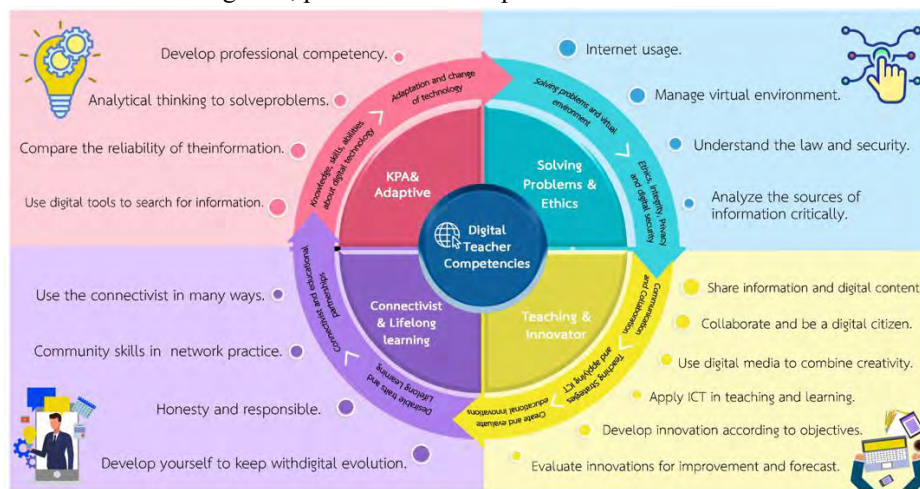 Develop professional competency.
Analytical thinking to solveproblems.
Compare the reliability of theinformation.
Use digital tools to search for information.
Knowledge, skills, abilities
about digital technology
Adaptation and change
of technology
KPA&
Adaptive
Internet usage.
Manage virtual environment.
Understand the law and security.
Analyze the sources of
information critically.
Solving problems and virtual
environment
Ethics, integrity, Privacy
and digital security
Solving
Problems &
Ethics
Digital
Teacher
Competencies
Use the connectivist in many ways.
Community skills in network practice.
Honesty and responsible.
Develop yourself to keep withdigital evolution.
Connectivist and educational
partnerships
Desirable traits and
Lifelong Learning
Connectivist
& Lifelong
learning
Teaching &
Innovator
Communication
and Collaboration
Teaching Strategies
and applying ICT
Create and evaluate
educational innovations
Share information and digital content.
Collaborate and be a digital citizen.
Use digital media to combine creativity.
Apply ICT in teaching and learning.
Develop innovation according to objectives.
Evaluate innovations for improvement and forecast.